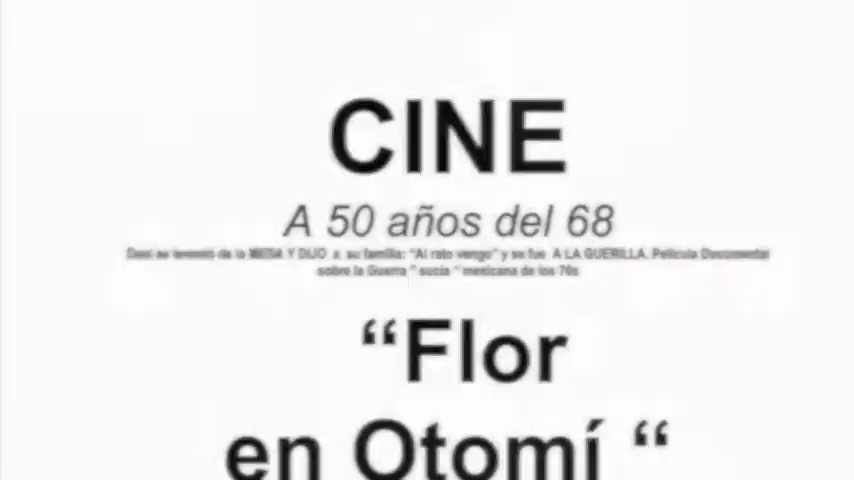 CINE
A 50 años del 68
Dení se levantó de la MESA Y DIJO a su familia: "Al rato vengo" y se fue A LA GUERILLA. Película Documental
sobre la Guerra " sucia " mexicana de los 70s
“Flor
en Otomí “